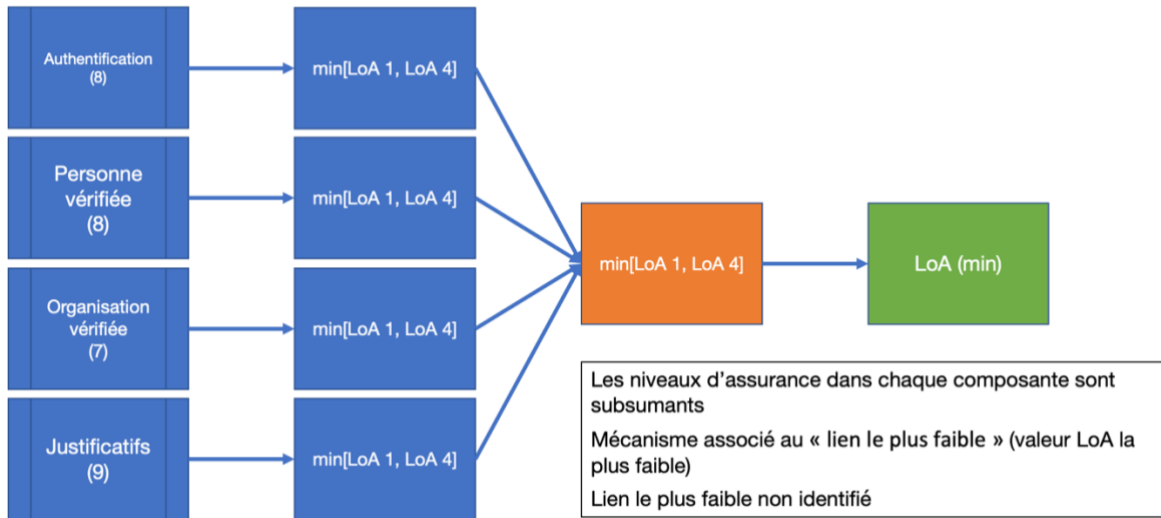 Authentification
(8)
min[LoA 1, LoA 4]
Personne
vérifiée
(8)
min[LoA 1, LoA 4]
Organisation
vérifiée
(7)
min[LoA 1, LoA 4]
Justificatifs
(9)
min[LoA 1, LoA 4]
min[LoA 1, LoA 4]
LoA (min)
Les niveaux d’assurance dans chaque composante sont
subsumants
Mécanisme associé au « lien le plus faible » (valeur LoA la
plus faible)
Lien le plus faible non identifié